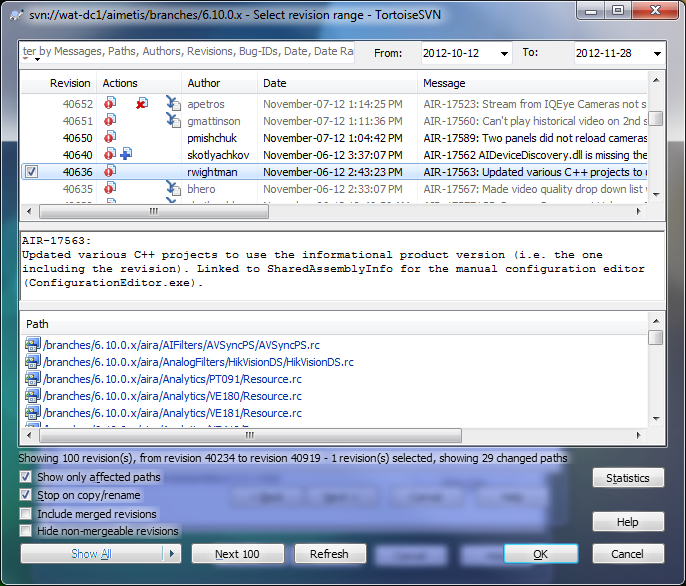 svn://wat-dc1/aimetis/branches/6.10.0.x - Select revision range - TortoiseSVN
ter by Messages, Paths, Authors, Revisions, Bug-IDs, Date, Date Ra From: 2012-10-12 To: 2012-11-28
Revision Actions Author Date Message
40652 apetros November-07-12 1:14:25 PM AIR-17523: Stream from IQEye Cameras not s
40651 gmattinson November-07-12 1:11:36 PM AIR-17560: Can't play historical video on 2nd s
40650 pmishchuk November-07-12 1:04:42 PM AIR-17589: Two panels did not reload cameras
40640 skotlyachkov November-06-12 3:37:07 PM AIR-17562 AIDeviceDiscovery.dll is missing the
40636 rwightman November-06-12 2:43:23 PM AIR-17563: Updated various C++ projects to u
40635 bhero November-06-12 2:33:07 PM AIR-17567: Made video quality drop down list v
AIR-17563:
Updated various C++ projects to use the informational product version (i.e. the one
including the revision). Linked to SharedAssemblyInfo for the manual configuration editor
(ConfigurationEditor.exe).
Path
/branches/6.10.0.x/aira/AIFilters/AVSyncPS/AVSyncPS.rc
/branches/6.10.0.x/aira/AnalogFilters/HikVisionDS/HikVisionDS.rc
/branches/6.10.0.x/aira/Analytics/PT091/Resource.rc
/branches/6.10.0.x/aira/Analytics/VE180/Resource.rc
/branches/6.10.0.x/aira/Analytics/VE181/Resource.rc
Showing 100 revision(s), from revision 40234 to revision 40919 - 1 revision(s) selected, showing 29 changed paths
Show only affected paths
Statistics
Stop on copy/rename
Include merged revisions
Help
Hide non-mergeable revisions
Show All Next 100 Refresh OK Cancel